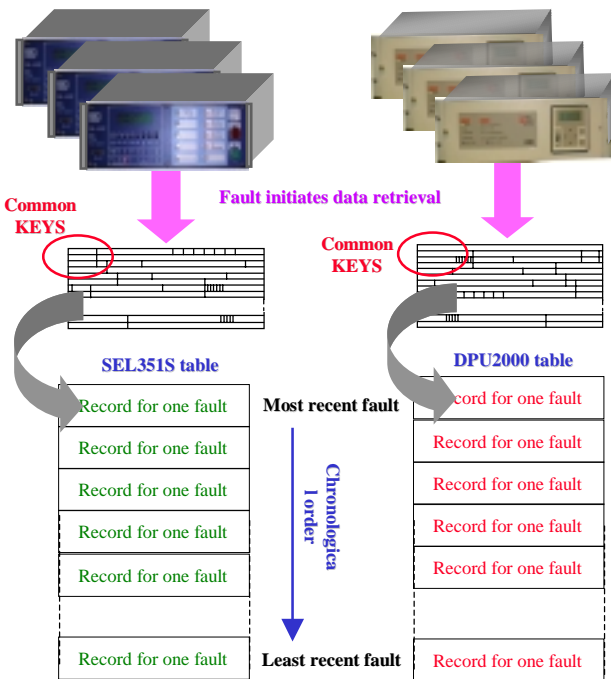 Fault initiates data retrieval
Common
KEYS
Common
KEYS
SEL351S table
DPU2000 table
Record for one fault
Most recent fault
ecord for one fault
Record for one fault
Record for one fault
Record for one fault
Record for one fault
Record for one fault
Record for one fault
Record for one fault
Record for one fault
Chronologica
l order
Record for one fault
Least recent fault
Record for one fault